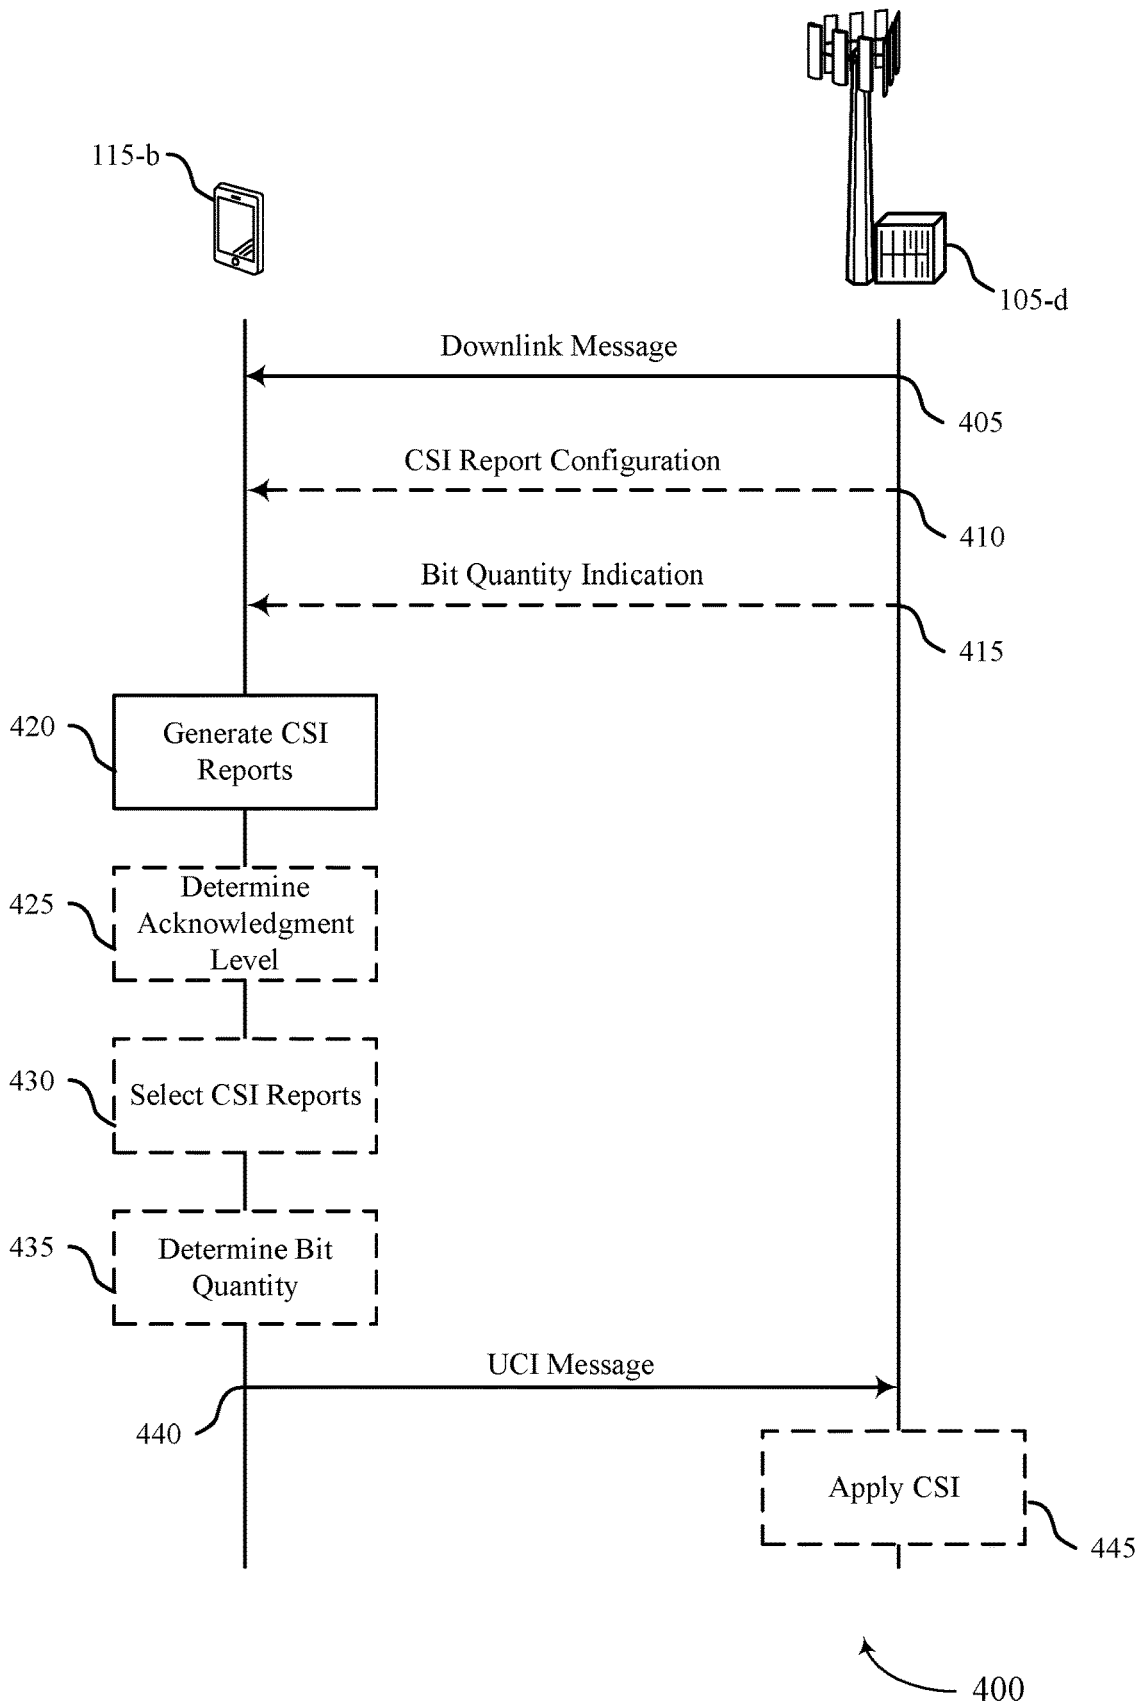 115-b
105-d
Downlink Message
405
CSI Report Configuration
410
Bit Quantity Indication
415
420
Generate CSI
Reports
425
Determine
Acknowledgment
Level
430
Select CSI Reports
435
Determine Bit
Quantity
UCI Message
440
Apply CSI
445
400